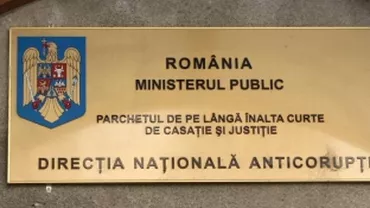 ROMÂNIA
MINISTERUL PUBLIC
PARCHETUL DE PE LÂNGĂ ÎNALTA CURTE
DE CASAȚIE ȘI JUSTIȚIE
DIRECȚIA NAȚIONALĂ ANTICORUPȚI